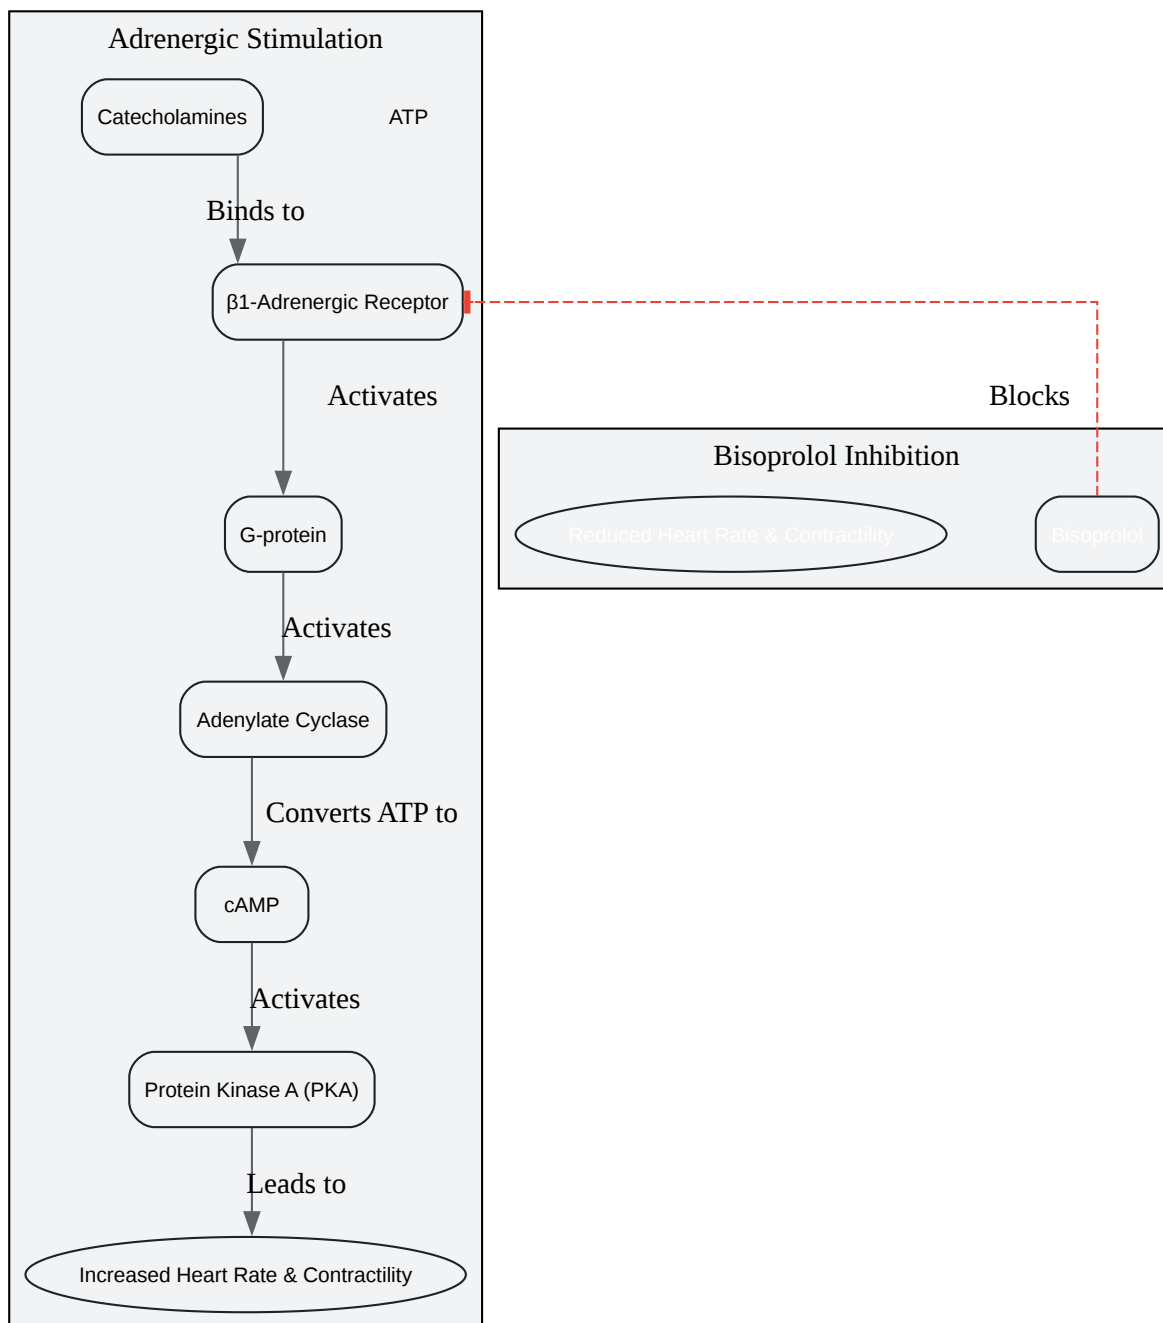 Adrenergic Stimulation
Catecholamines
ATP
Binds to
β1-Adrenergic Receptor
Activates
Blocks
Bisoprolol Inhibition
G-protein
Reduced Heart Rate & Contractility
Bisoprolol
Activates
Adenylate Cyclase
Converts ATP to
cAMP
Activates
Protein Kinase A (PKA)
Leads to
Increased Heart Rate & Contractility